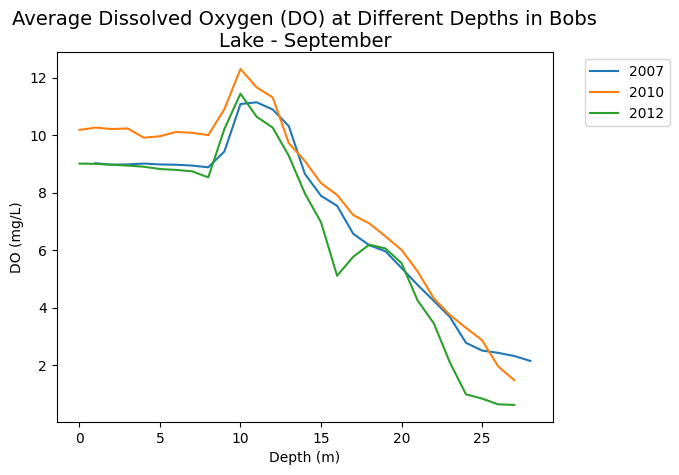 Average Dissolved Oxygen (DO) at Different Depths in Bobs
Lake - September
2007
2010
2012
12
10
8
6
4
2
DO (mg/L)
0 5 10 15 20 25
Depth (m)